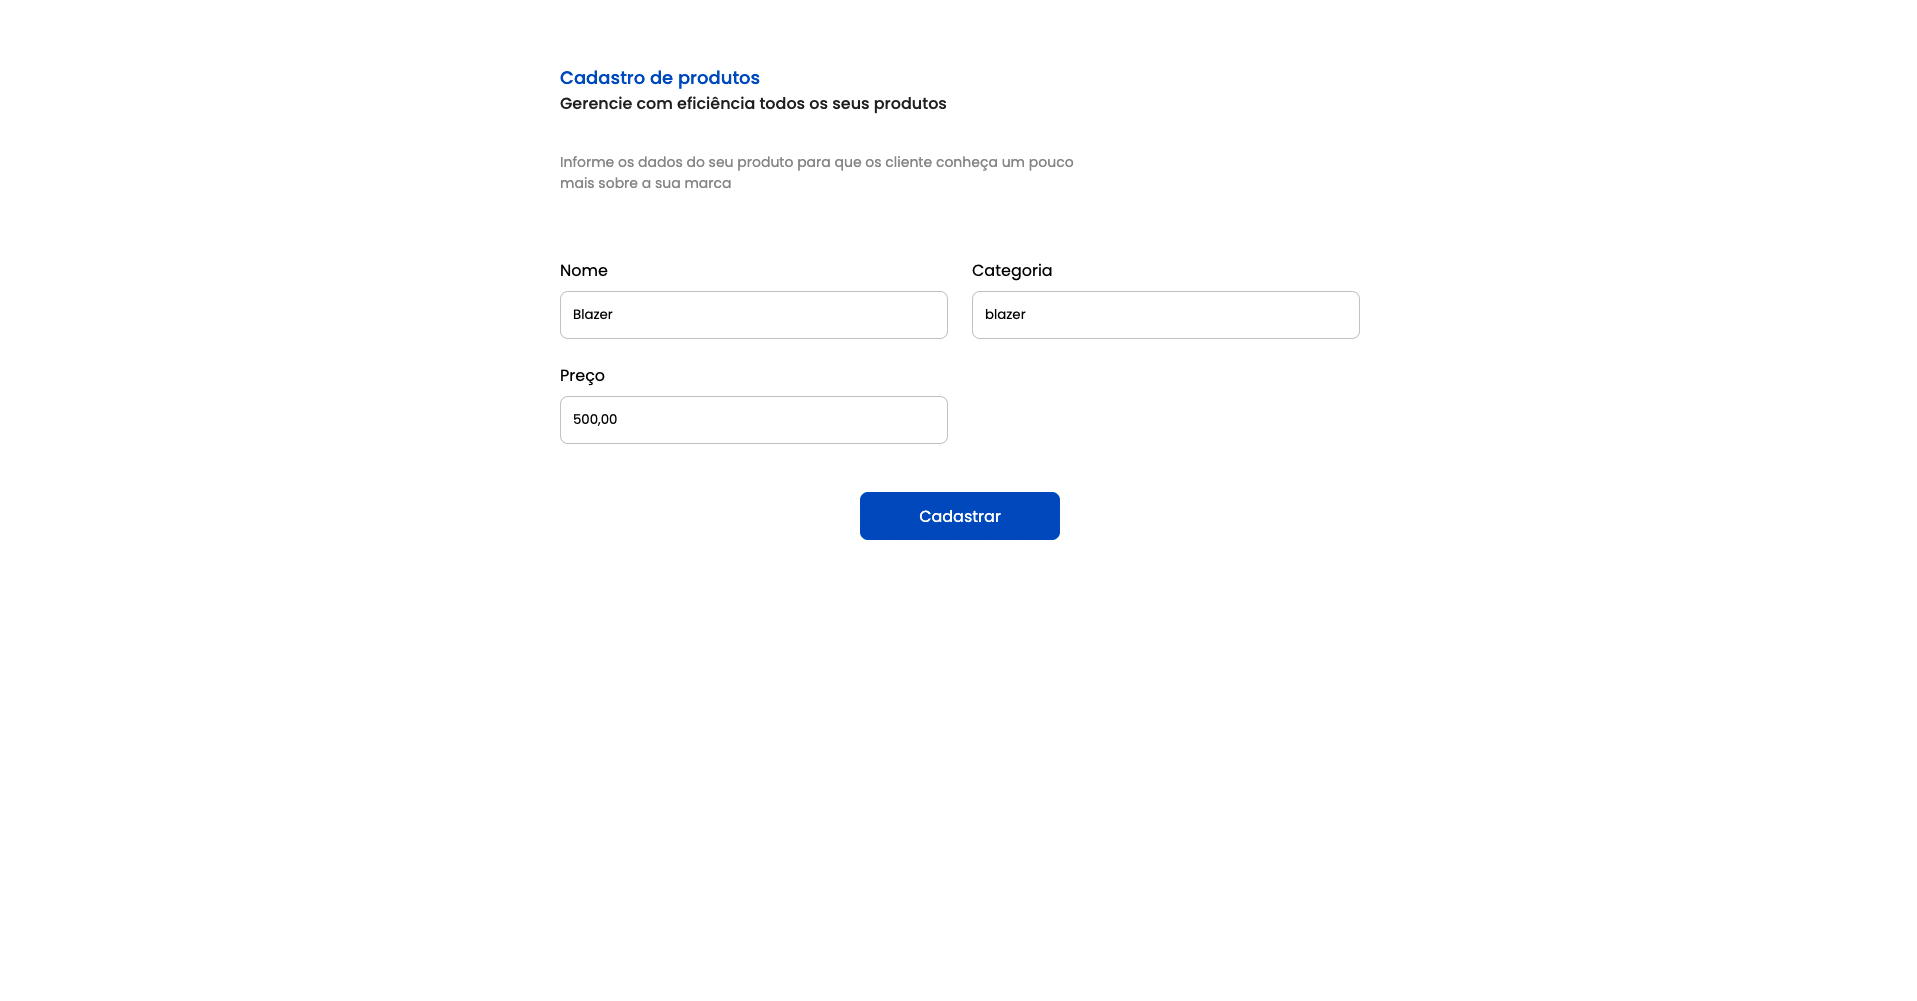 Cadastro de produtos
Gerencie com eficiência todos os seus produtos
Informe os dados do seu produto para que os cliente conheça um pouco
mais sobre a sua marca
Nome
Categoria
Blazer
blazer
Preço
500,00
Cadastrar